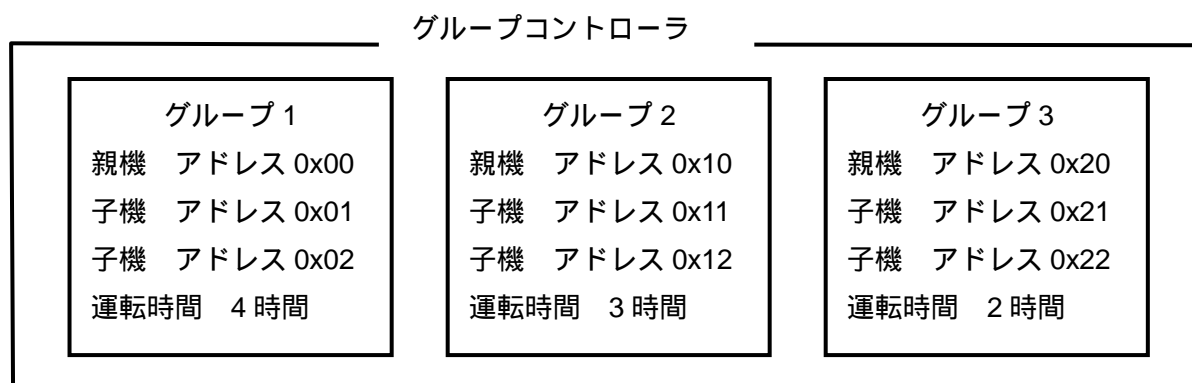 グループコントローラ
グループ 1
親機　アドレス 0x00
子機　アドレス 0x01
子機　アドレス 0x02
運転時間　4 時間
グループ 2
親機　アドレス 0x10
子機　アドレス 0x11
子機　アドレス 0x12
運転時間　3 時間
グループ 3
親機　アドレス 0x20
子機　アドレス 0x21
子機　アドレス 0x22
運転時間　2 時間